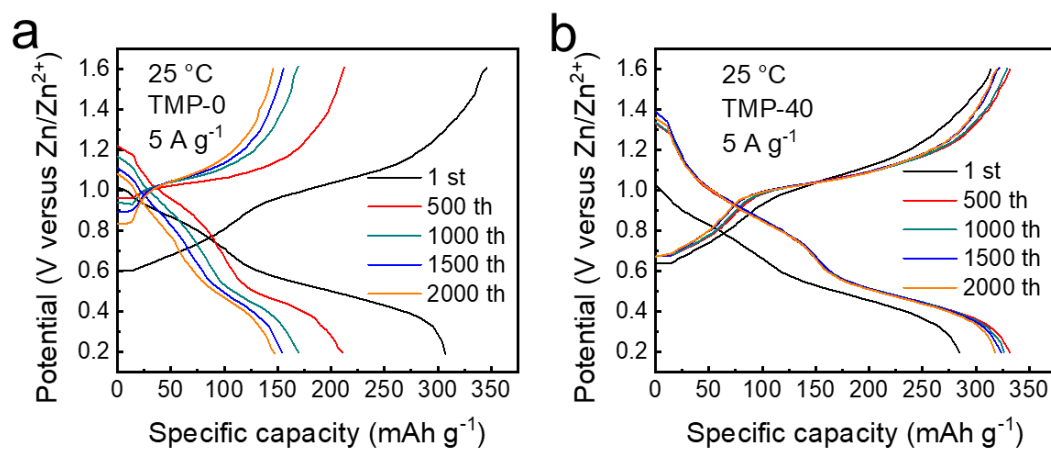 a
Potential (V versus Zn/Zn²⁺)
1.6
1.4
1.2
1.0
0.8
0.6
0.4
0.2
25 °C
TMP-0
5 A g⁻¹
1 st
500 th
1000 th
1500 th
2000 th
0 50 100 150 200 250 300 350
Specific capacity (mAh g⁻¹)
b
Potential (V versus Zn/Zn²⁺)
1.6
1.4
1.2
1.0
0.8
0.6
0.4
0.2
25 °C
TMP-40
5 A g⁻¹
1 st
500 th
1000 th
1500 th
2000 th
0 50 100 150 200 250 300 350
Specific capacity (mAh g⁻¹)